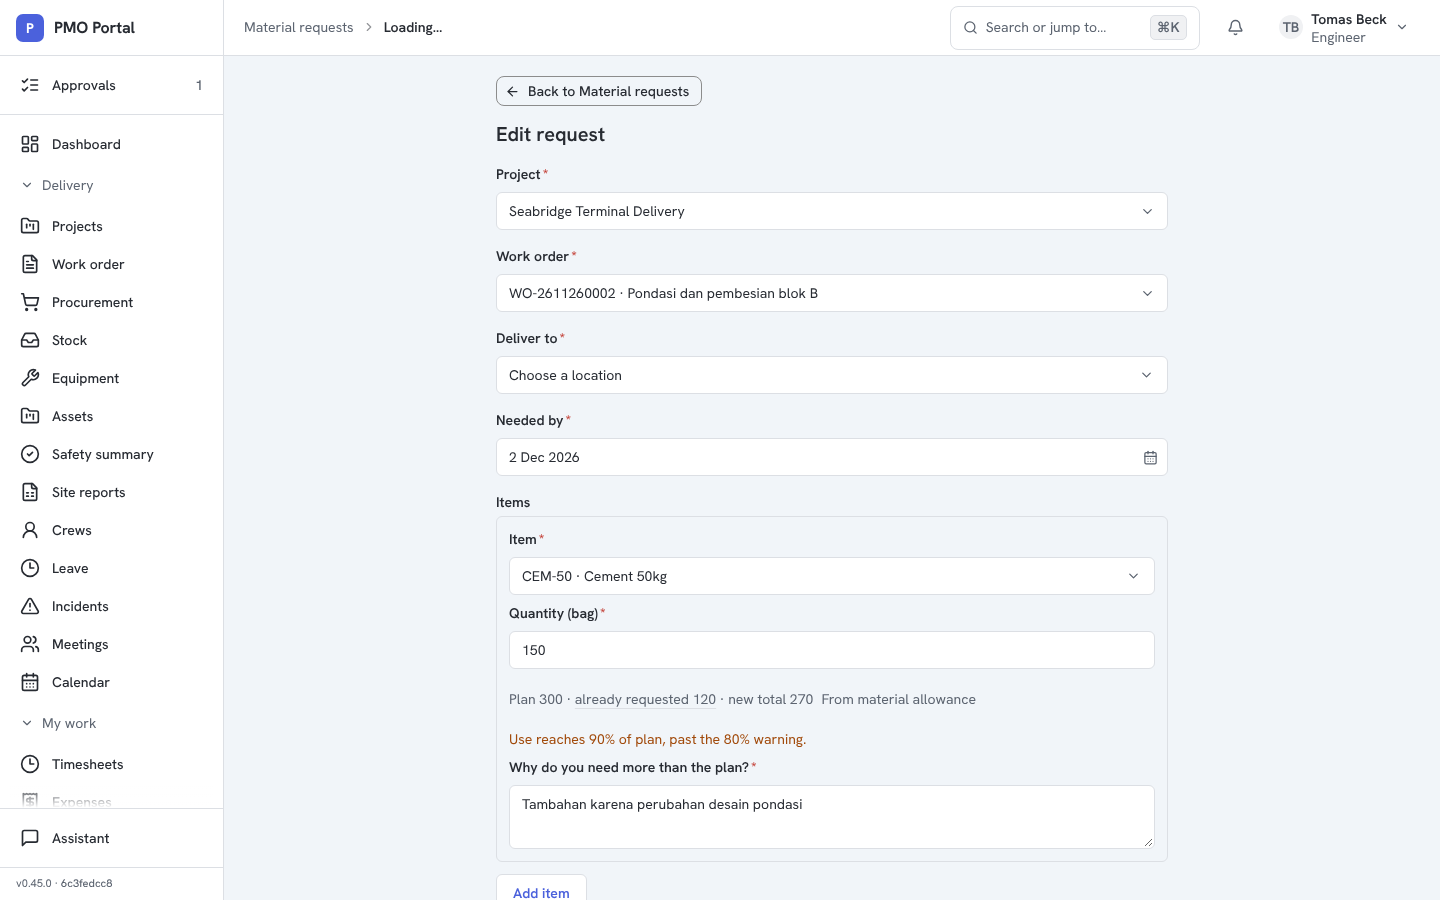 P PMO Portal
Material requests > Loading...
Search or jump to... ⌘K
TB Tomas Beck
Engineer
Approvals 1
Dashboard
Delivery
Projects
Work order
Procurement
Stock
Equipment
Assets
Safety summary
Site reports
Crews
Leave
Incidents
Meetings
Calendar
My work
Timesheets
Expenses
Assistant
v0.45.0 · 6c3fedcc8
Back to Material requests
Edit request
Project *
Seabridge Terminal Delivery
Work order *
WO-2611260002 · Pondasi dan pembesian blok B
Deliver to *
Choose a location
Needed by *
2 Dec 2026
Items
Item *
CEM-50 · Cement 50kg
Quantity (bag) *
150
Plan 300 · already requested 120 · new total 270 From material allowance
Use reaches 90% of plan, past the 80% warning.
Why do you need more than the plan? *
Tambahan karena perubahan desain pondasi
Add item